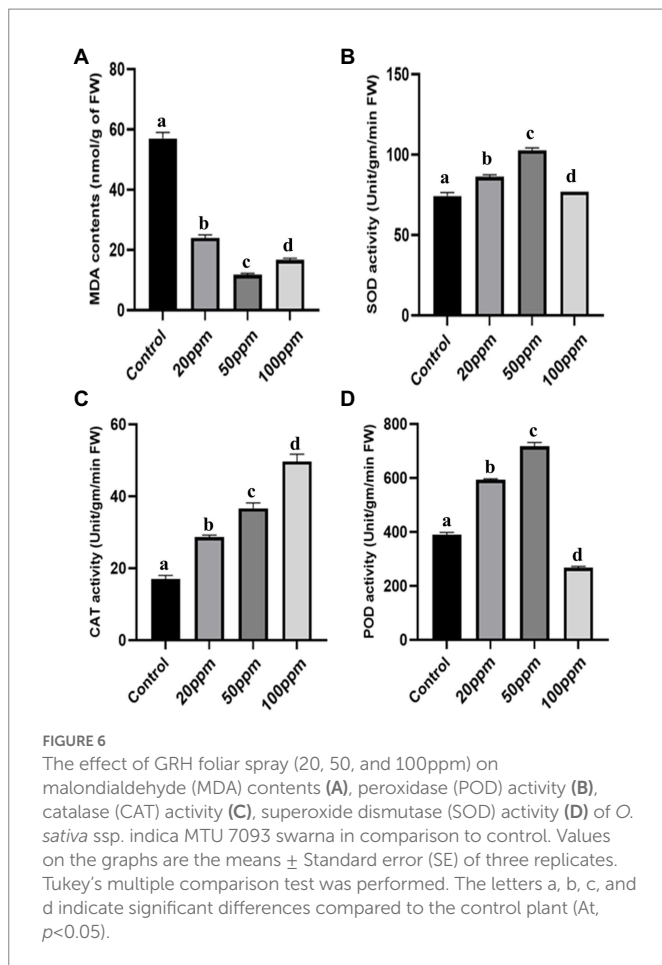 A
MDA contents (nmol/g of FW)
60
40
20
0
a
b
c
d
Control
20ppm
50ppm
100ppm
B
SOD activity (Unit/gm/min FW)
150
100
50
0
a
b
c
d
Control
20ppm
50ppm
100ppm
C
CAT activity (Unit/gm/min FW)
60
40
20
0
a
b
c
d
Control
20ppm
50ppm
100ppm
D
POD activity (Unit/gm/min FW)
800
600
400
200
0
a
b
c
d
Control
20ppm
50ppm
100ppm
FIGURE 6
The effect of GRH foliar spray (20, 50, and 100ppm) on
malondialdehyde (MDA) contents (A), peroxidase (POD) activity (B),
catalase (CAT) activity (C), superoxide dismutase (SOD) activity (D) of O.
sativa ssp. indica MTU 7093 swarna in comparison to control. Values
on the graphs are the means ± Standard error (SE) of three replicates.
Tukey’s multiple comparison test was performed. The letters a, b, c, and
d indicate significant differences compared to the control plant (At,
p<0.05).